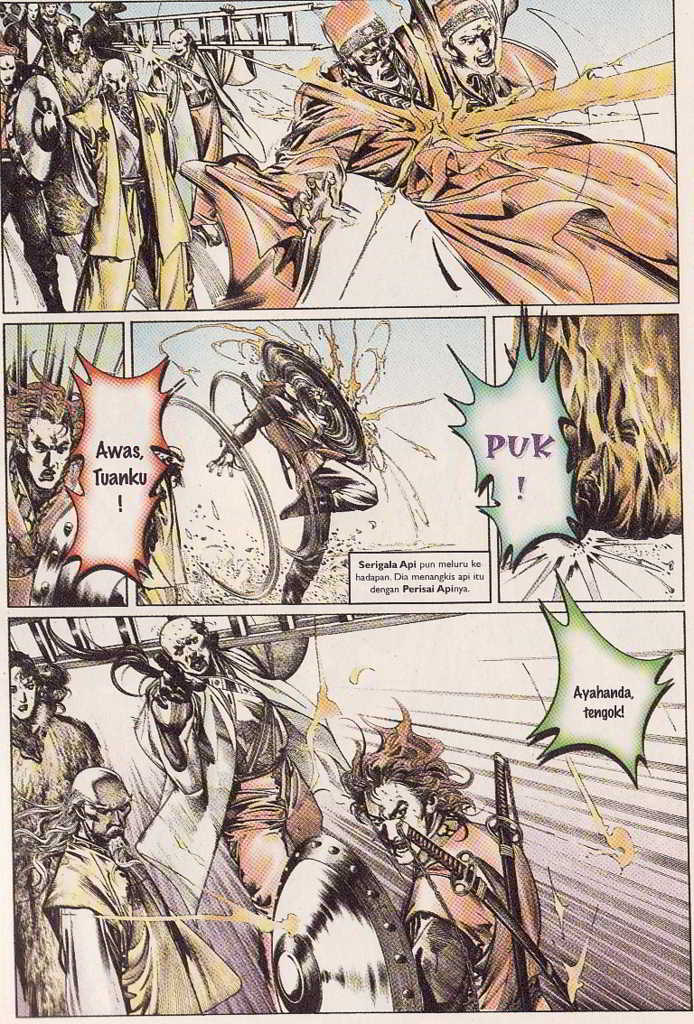 Awas,
Tuanku
!
Serigala Api pun meluru ke
hadapan. Dia menangkis api itu
dengan Perisai Apinya.
PUK
!
Ayahanda,
tengok!